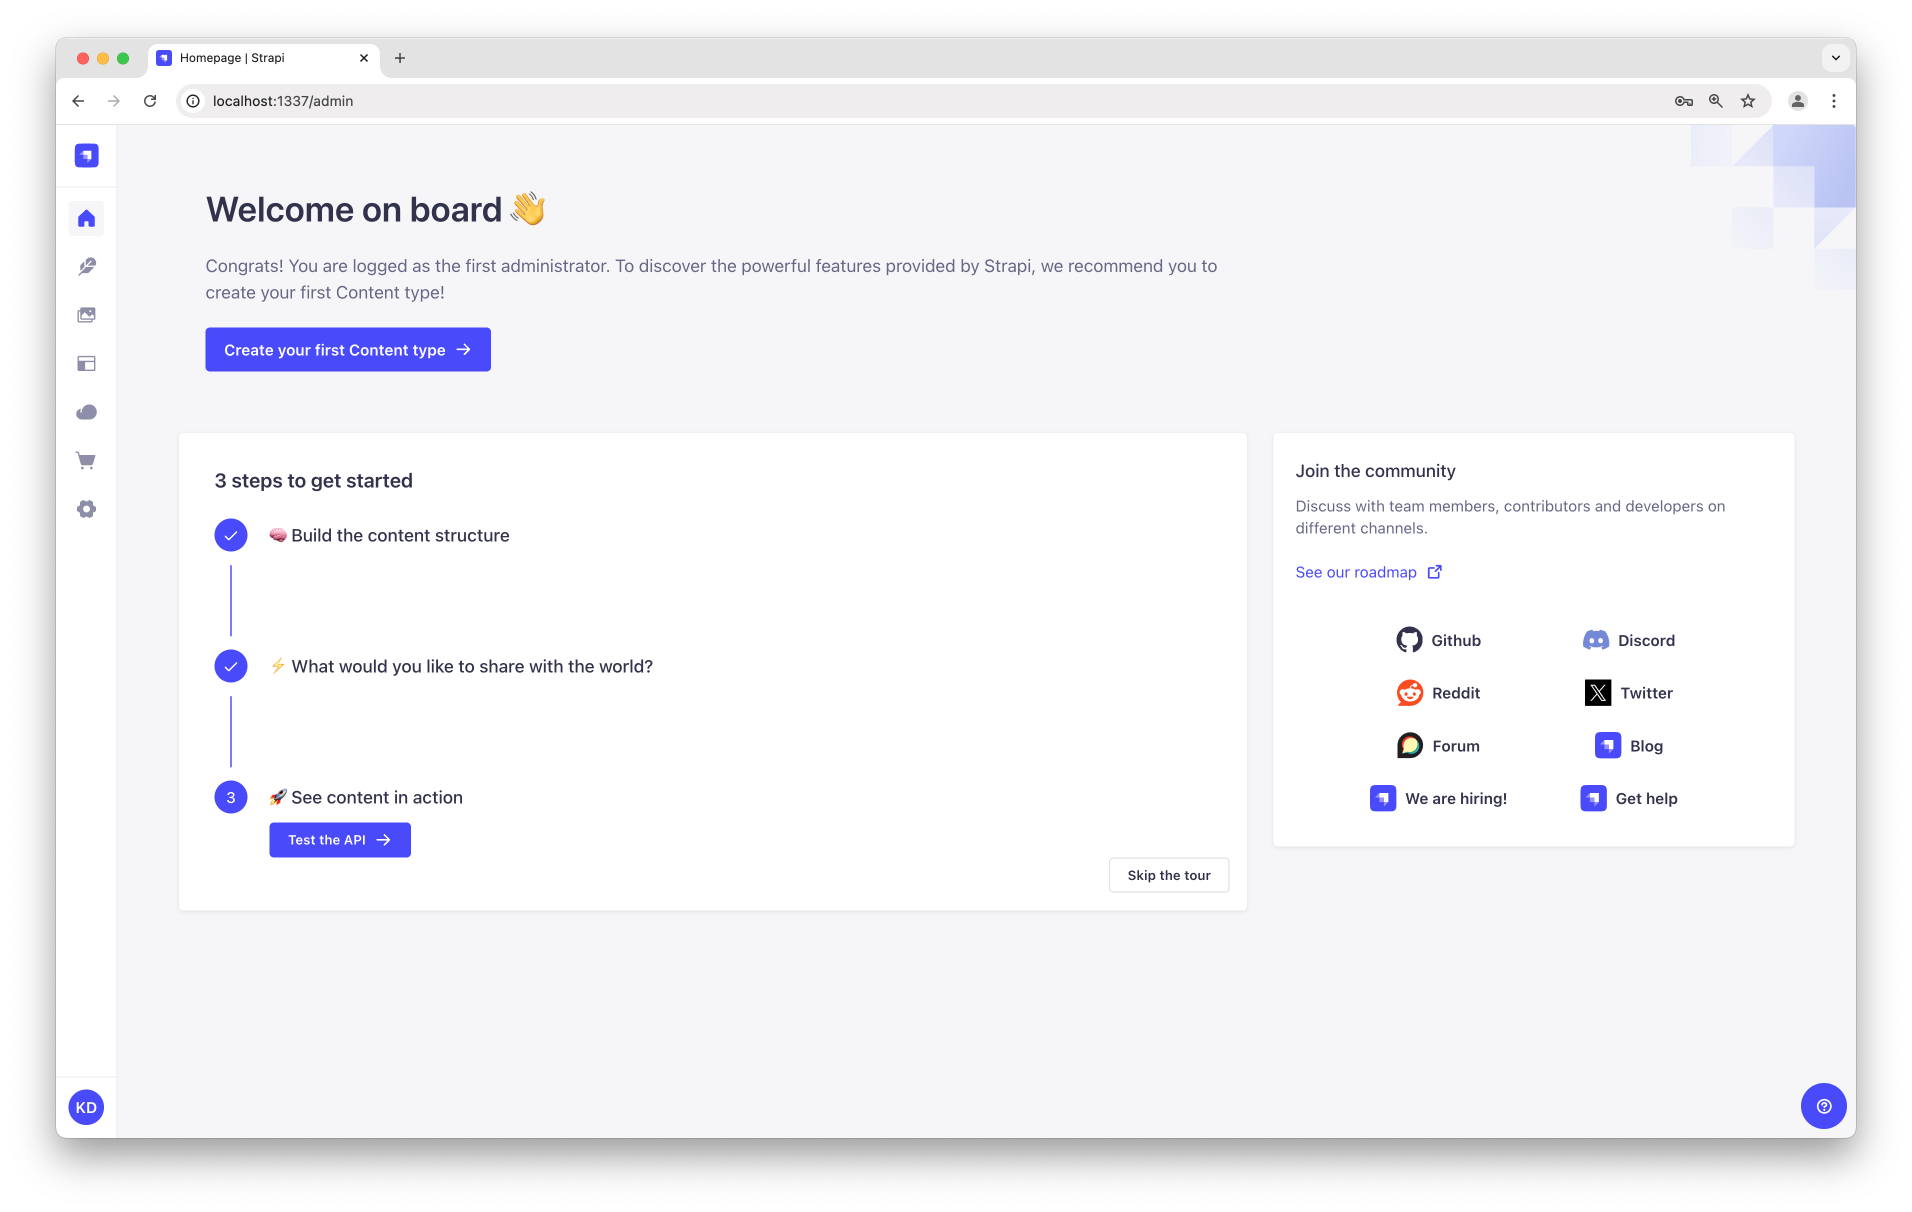 Homepage | Strapi
localhost:1337/admin
Welcome on board 👋
Congrats! You are logged as the first administrator. To discover the powerful features provided by Strapi, we recommend you to
create your first Content type!
Create your first Content type →
3 steps to get started
🧠 Build the content structure
⚡ What would you like to share with the world?
3
🚀 See content in action
Test the API →
Skip the tour
Join the community
Discuss with team members, contributors and developers on
different channels.
See our roadmap
Github
Discord
Reddit
Twitter
Forum
Blog
We are hiring!
Get help
KD